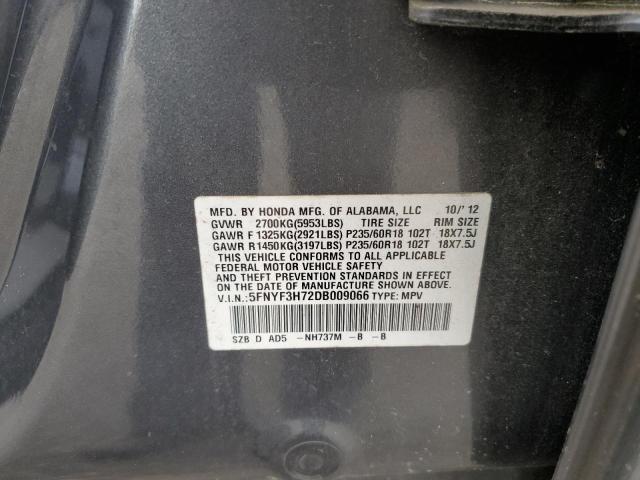 MFD. BY HONDA MFG. OF ALABAMA, LLC 10/'12
GVWR 2700KG(5953LBS) TIRE SIZE RIM SIZE
GAWR F 1325KG(2921LBS) P235/60R18 102T 18X7.5J
GAWR R1450KG(3197LBS) P235/60R18 102T 18X7.5J
THIS VEHICLE CONFORMS TO ALL APPLICABLE
FEDERAL MOTOR VEHICLE SAFETY
AND THEFT PREVENTION STANDARDS IN EFFECT ON
THE DATE OF MANUFACTURE SHOWN ABOVE.
V.I.N.:5FNYF3H72DB009066 TYPE: MPV
SZB D AD5 -NH737M -B -B